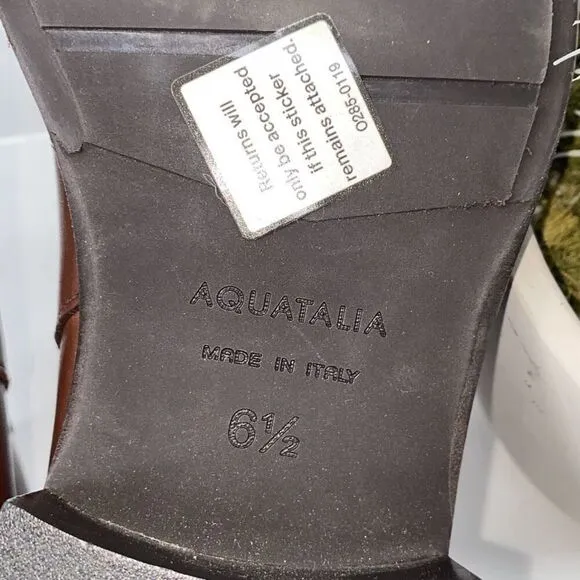 Returns will
only be accepted
if this sticker
remains attached.
0285-0119
AQUATALIA
MADE IN ITALY
6½